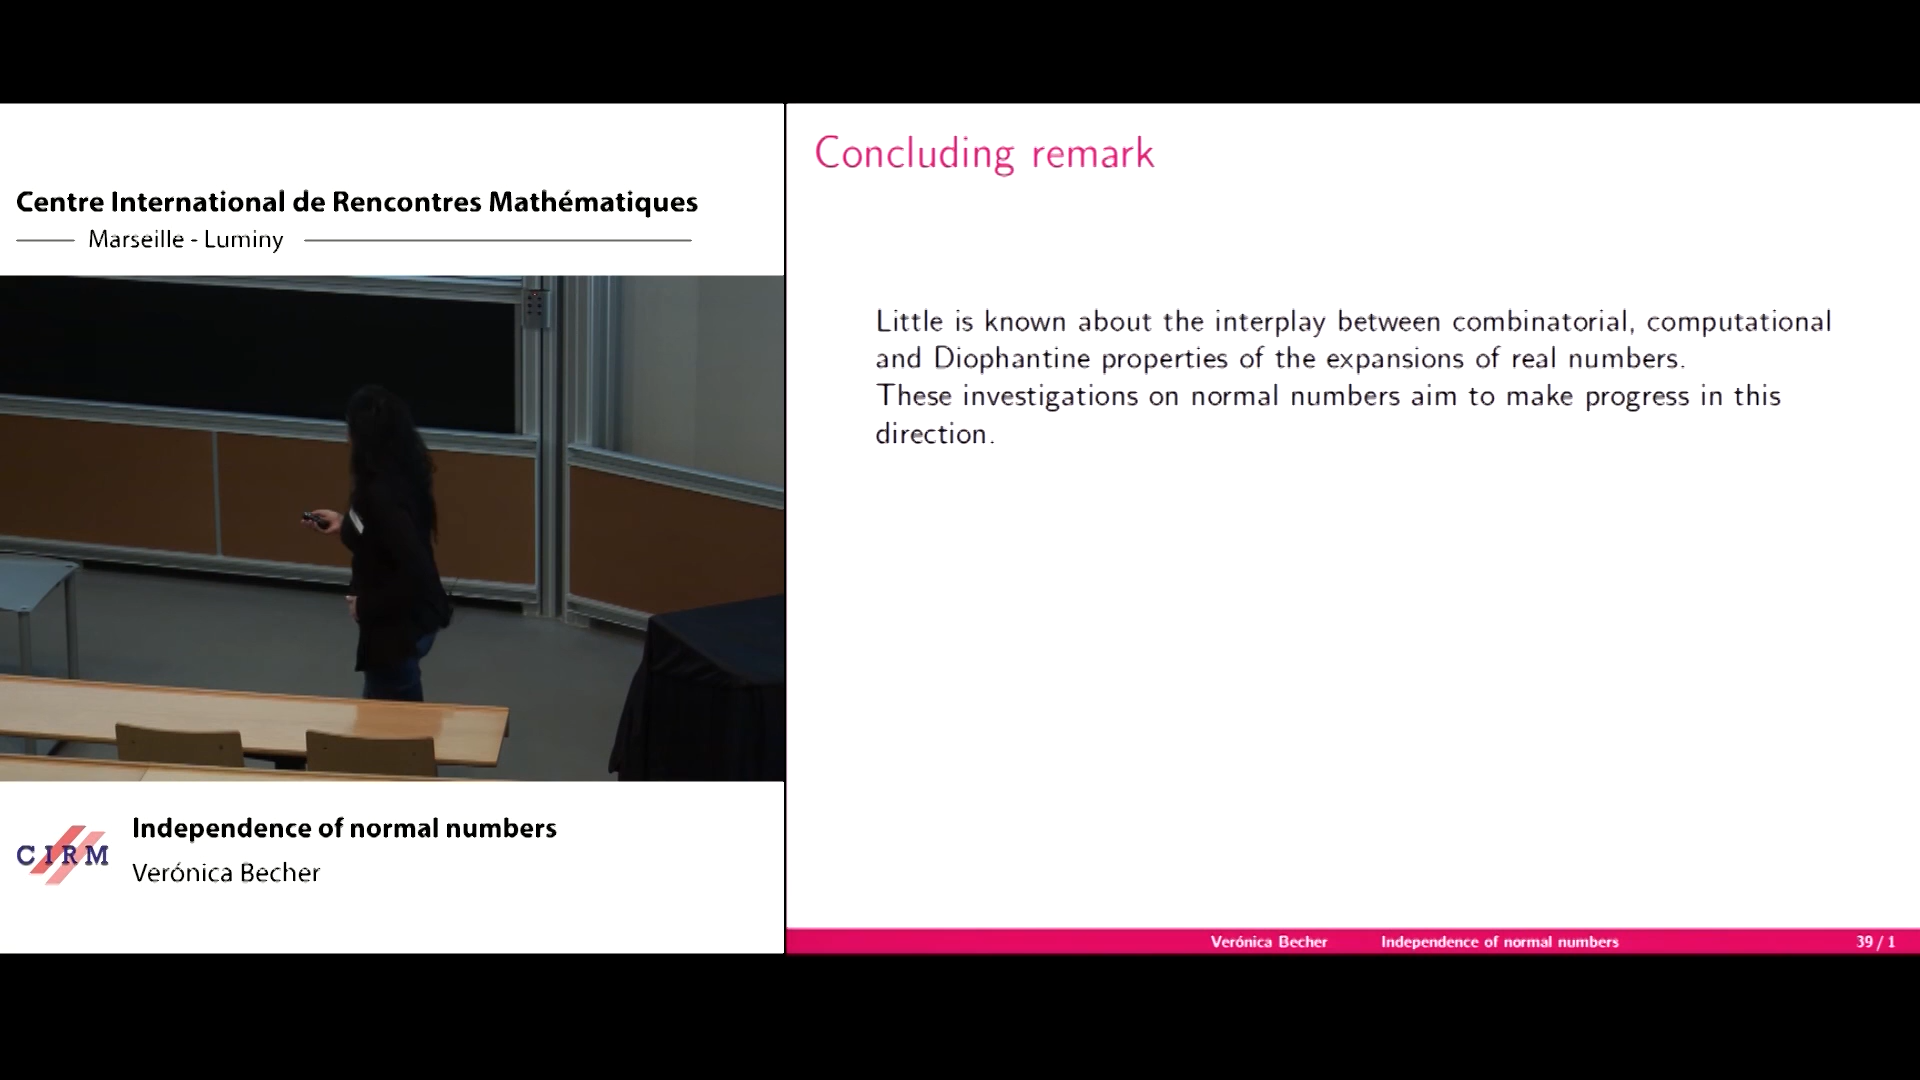 Centre International de Rencontres Mathématiques
Marseille - Luminy
Concluding remark
Little is known about the interplay between combinatorial, computational
and Diophantine properties of the expansions of real numbers.
These investigations on normal numbers aim to make progress in this
direction.
CIRM
Independence of normal numbers
Verónica Becher
Verónica Becher Independence of normal numbers 39 / 1